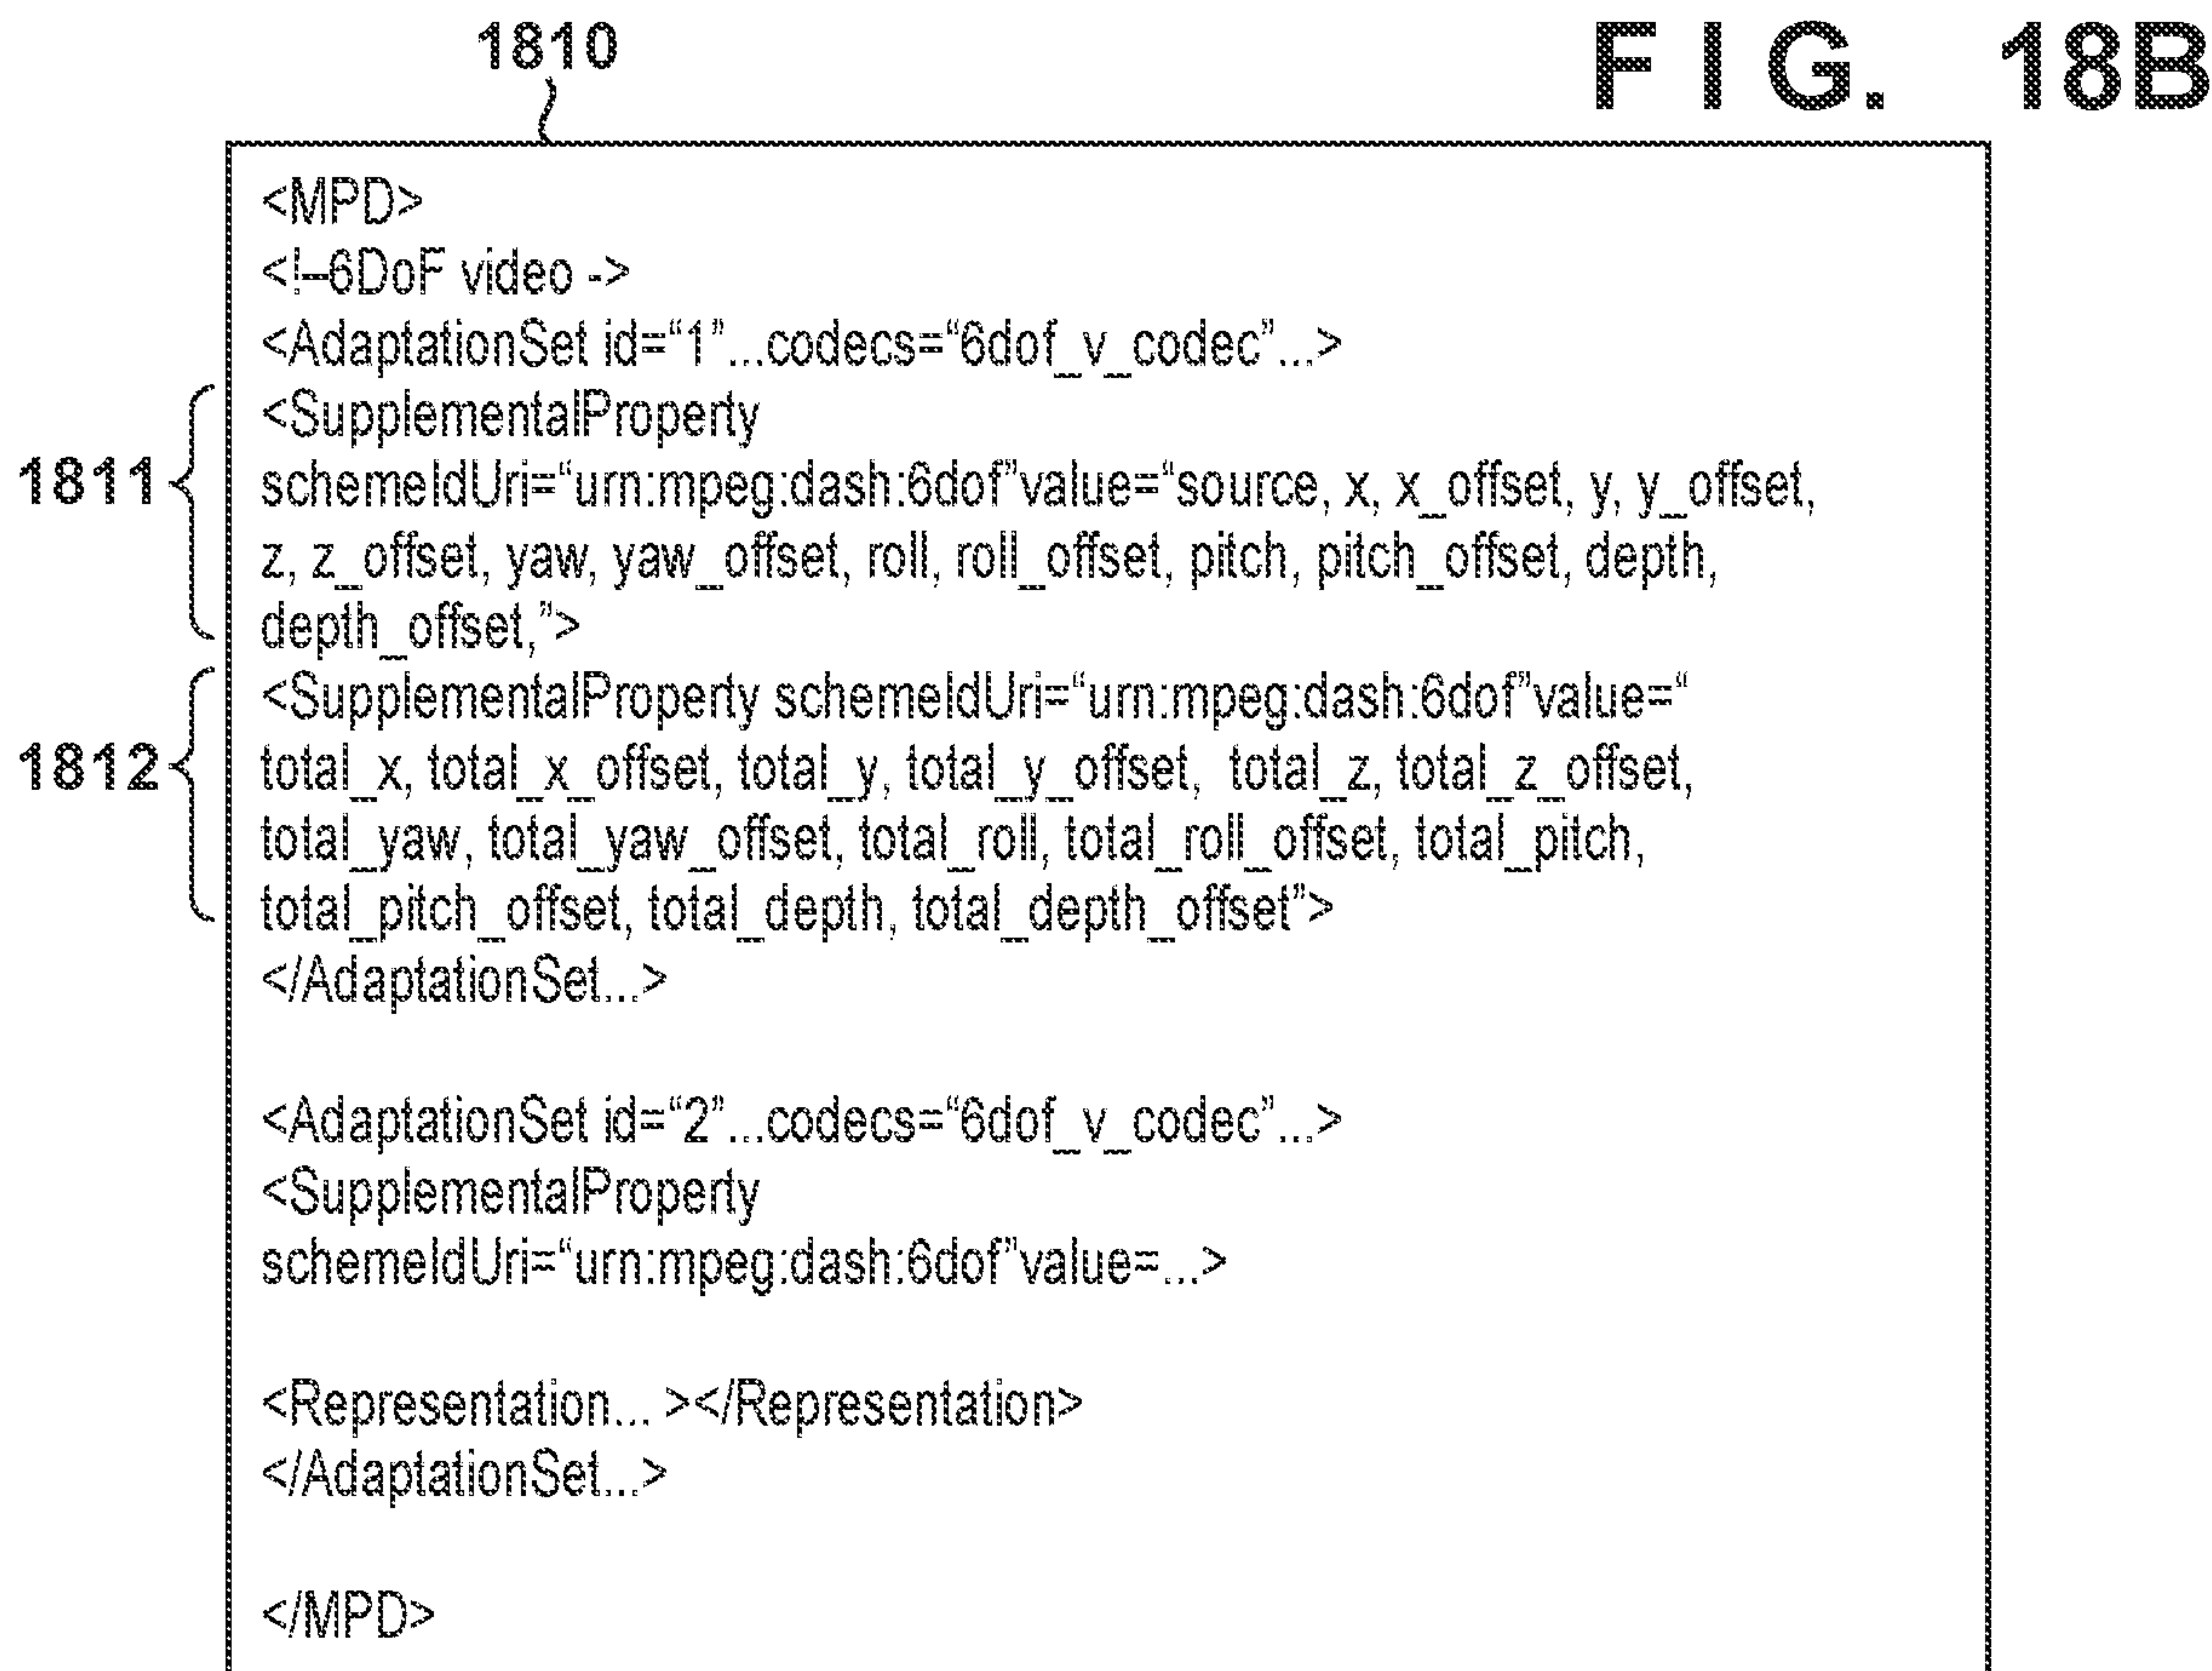 1810
F I G. 18B
<MPD>
<!–6DoF video ->
<AdaptationSet id=“1”...codecs=“6dof_v_codec”...>
1811
<SupplementalProperty
schemeIdUri=“urn:mpeg:dash:6dof”value=“source, x, x_offset, y, y_offset,
z, z_offset, yaw, yaw_offset, roll, roll_offset, pitch, pitch_offset, depth,
depth_offset,”>
1812
<SupplementalProperty schemeIdUri=“urn:mpeg:dash:6dof”value=“
total_x, total_x_offset, total_y, total_y_offset, total_z, total_z_offset,
total_yaw, total_yaw_offset, total_roll, total_roll_offset, total_pitch,
total_pitch_offset, total_depth, total_depth_offset”>
</AdaptationSet...>
<AdaptationSet id=“2”...codecs=“6dof_v_codec”...>
<SupplementalProperty
schemeIdUri=“urn:mpeg:dash:6dof”value=...>
<Representation... ></Representation>
</AdaptationSet...>
</MPD>